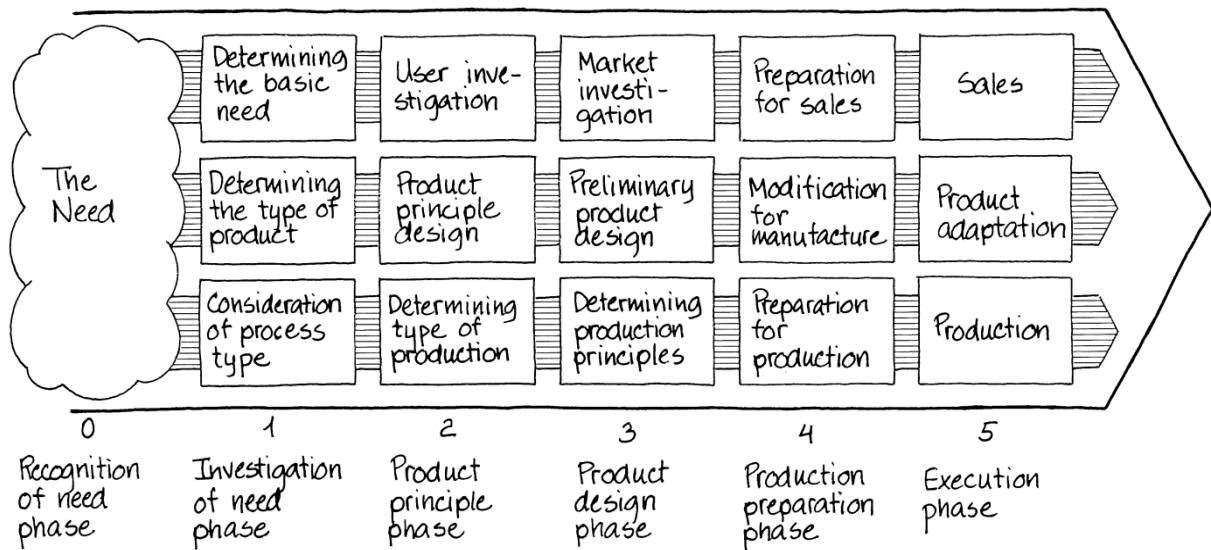 The
Need
Determining
the basic
need
User inve-
stigation
Market
investi-
gation
Preparation
for sales
Sales
Determining
the type of
product
Product
principle
design
Preliminary
product
design
Modification
for
manufacture
Product
adaptation
Consideration
of process
type
Determining
type of
production
Determining
production
principles
Preparation
for
production
Production
0
Recognition
of need
phase
1
Investigation
of need
phase
2
Product
principle
phase
3
Product
design
phase
4
Production
preparation
phase
5
Execution
phase